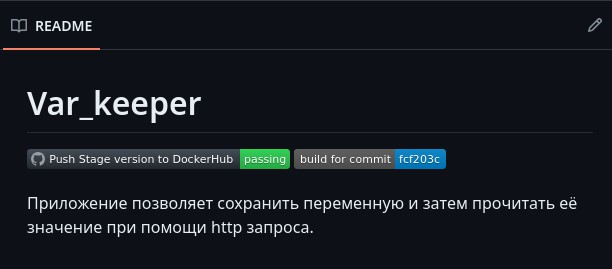 README
Var_keeper
Push Stage version to DockerHub passing build for commit fcf203c
Приложение позволяет сохранить переменную и затем прочитать её
значение при помощи http запроса.